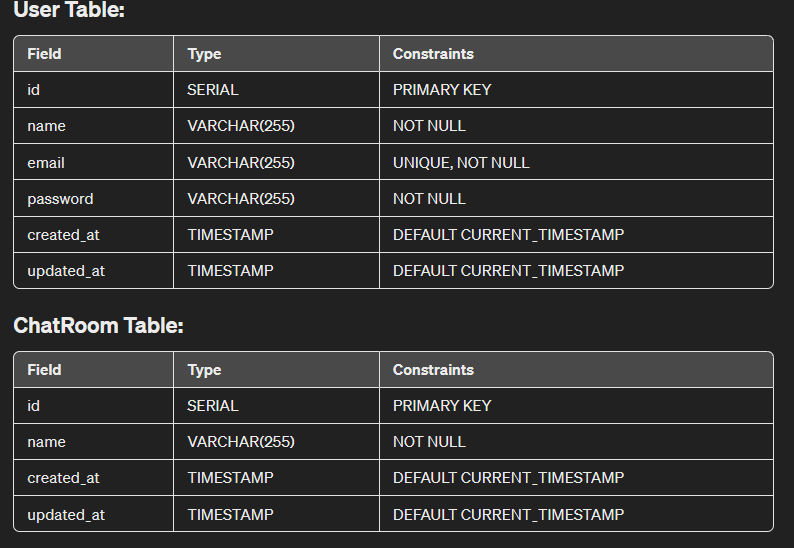 User Table:
Field Type Constraints
id SERIAL PRIMARY KEY
name VARCHAR(255) NOT NULL
email VARCHAR(255) UNIQUE, NOT NULL
password VARCHAR(255) NOT NULL
created_at TIMESTAMP DEFAULT CURRENT_TIMESTAMP
updated_at TIMESTAMP DEFAULT CURRENT_TIMESTAMP
ChatRoom Table:
Field Type Constraints
id SERIAL PRIMARY KEY
name VARCHAR(255) NOT NULL
created_at TIMESTAMP DEFAULT CURRENT_TIMESTAMP
updated_at TIMESTAMP DEFAULT CURRENT_TIMESTAMP